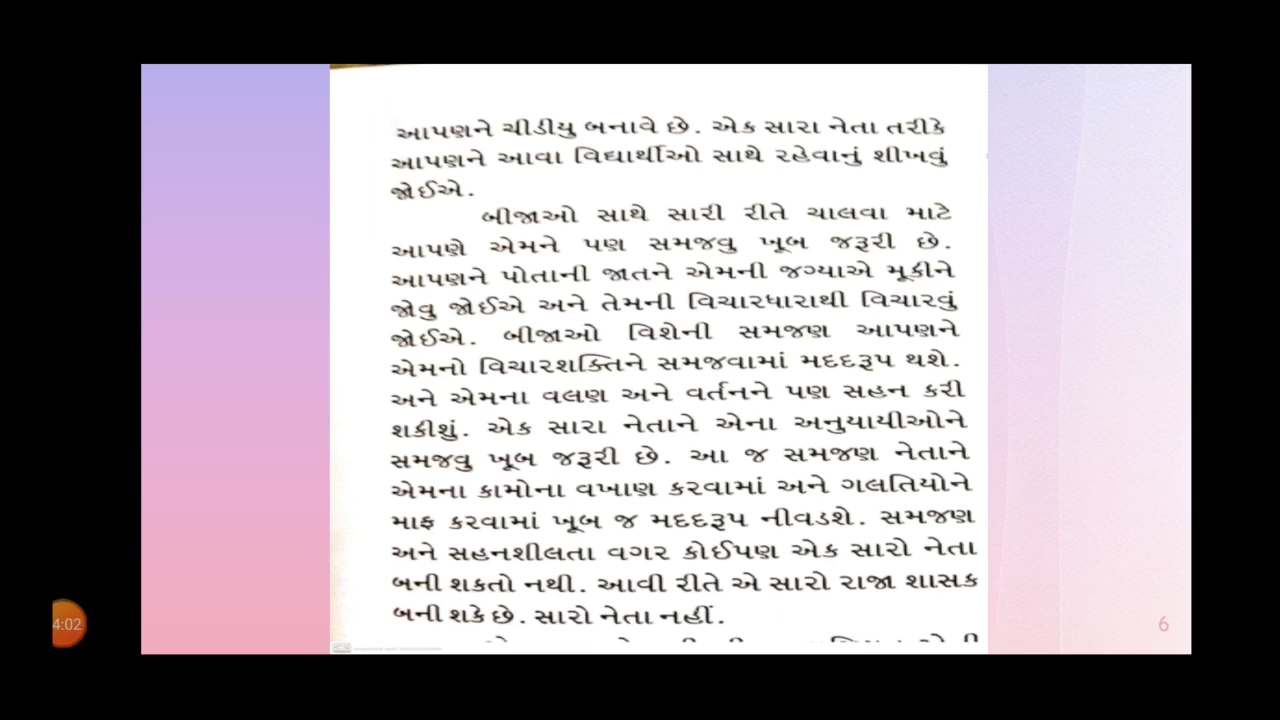 આપણને ચીડીયુ બનાવે છે. એક સારા નેતા તરીકે
આપણને આવા વિદ્યાર્થીઓ સાથે રહેવાનું શીખવું
જોઈએ.
બીજાઓ સાથે સારી રીતે ચાલવા માટે
આપણે એમને પણ સમજવુ ખૂબ જરૂરી છે.
આપણને પોતાની જાતને એમની જગ્યાએ મૂકીને
જોવુ જોઈએ અને તેમની વિચારધારાથી વિચારવું
જોઈએ. બીજાઓ વિશેની સમજણ આપણને
એમનો વિચારશક્તિને સમજવામાં મદદરૂપ થશે.
અને એમના વલણ અને વર્તનને પણ સહન કરી
શકીશું. એક સારા નેતાને એના અનુયાયીઓને
સમજવુ ખૂબ જરૂરી છે. આ જ સમજણ નેતાને
એમના કામોના વખાણ કરવામાં અને ગલતિયોને
માફ કરવામાં ખૂબ જ મદદરૂપ નીવડશે. સમજણ
અને સહનશીલતા વગર કોઈપણ એક સારો નેતા
બની શકતો નથી. આવી રીતે એ સારો રાજા શાસક
બની શકે છે. સારો નેતા નહીં.
4:02
6